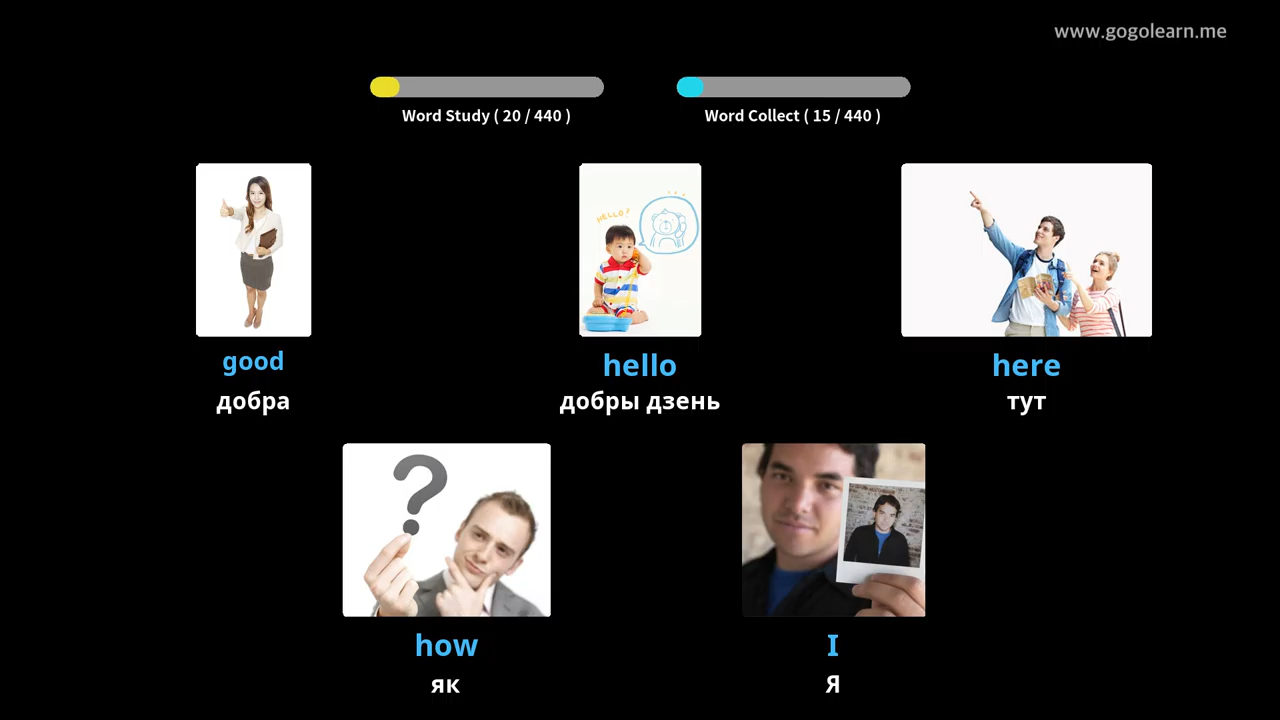 www.gogolearn.me
Word Study ( 20 / 440 )
Word Collect ( 15 / 440 )
HELLO?
good
hello
here
добра
добры дзень
тут
?
how
I
як
Я